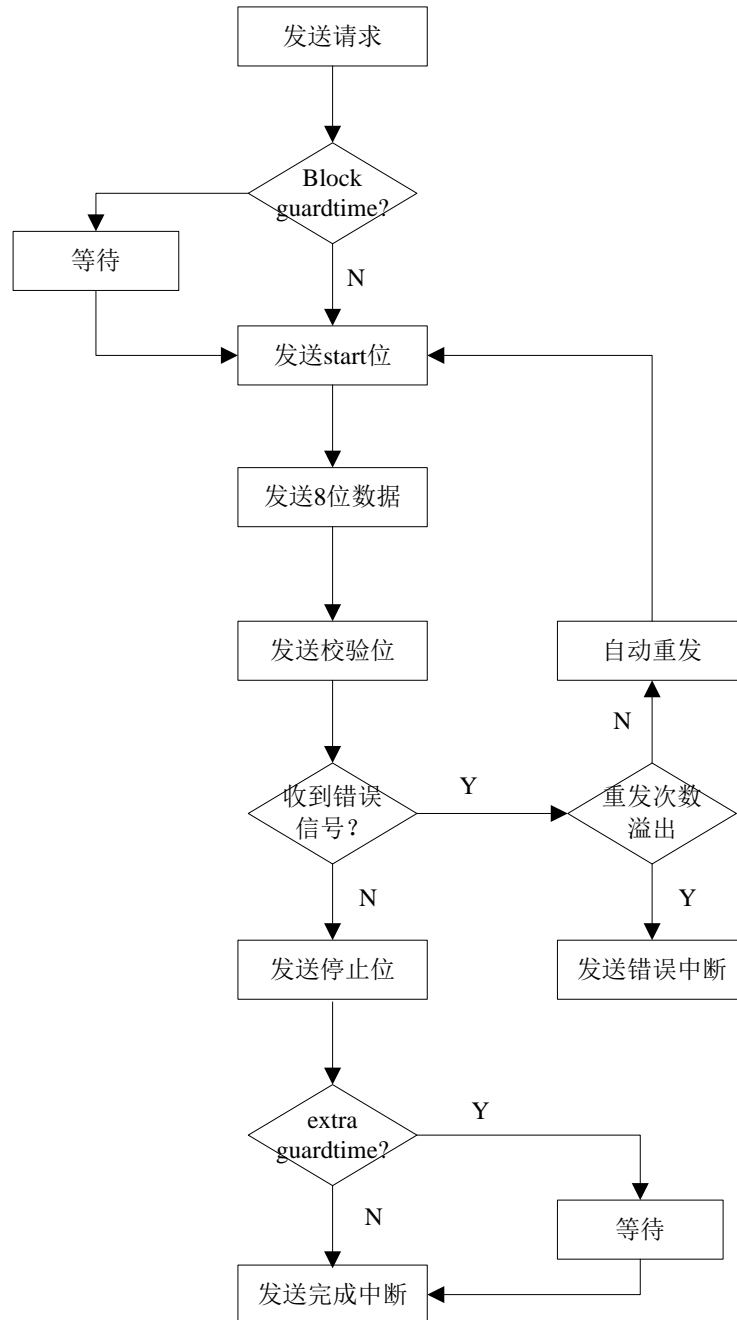 发送请求
Block
guardtime?
等待
N
发送start位
发送8位数据
发送校验位
自动重发
N
收到错误
信号？
Y
重发次数
溢出
N
Y
发送停止位
发送错误中断
extra
guardtime?
Y
N
等待
发送完成中断